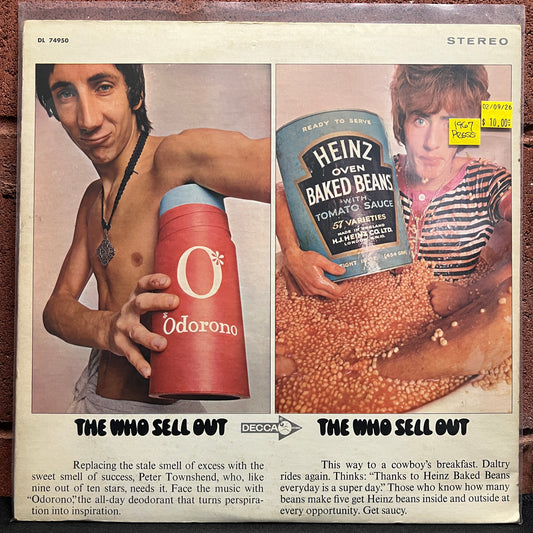 DL 74950
STEREO
02/09/26
$ 10.00
1967
PRESS
READY TO SERVE
HEINZ
OVEN
BAKED BEANS
WITH
TOMATO SAUCE
57 VARIETIES
MADE IN ENGLAND
H.J. HEINZ CO. LTD.
LONDON
O*
Odorono
THE WHO SELL OUT
DECCA
THE WHO SELL OUT
Replacing the stale smell of excess with the
sweet smell of success, Peter Townshend, who, like
nine out of ten stars, needs it. Face the music with
"Odorono," the all-day deodorant that turns perspira-
tion into inspiration.
This way to a cowboy's breakfast. Daltry
rides again. Thinks: "Thanks to Heinz Baked Beans
everyday is a super day." Those who know how many
beans make five get Heinz beans inside and outside at
every opportunity. Get saucy.